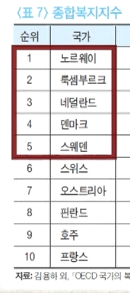 〈표 7〉 종합복지지수
순위 국가
1 노르웨이
2 룩셈부르크
3 네덜란드
4 덴마크
5 스웨덴
6 스위스
7 오스트리아
8 핀란드
9 호주
10 프랑스
자료: 김용하 외, 「OECD 국가의 복